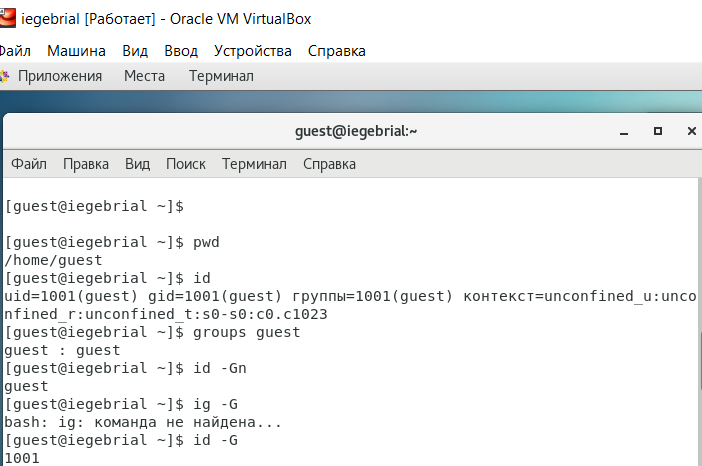 iegebrial [Работает] - Oracle VM VirtualBox
Файл Машина Вид Ввод Устройства Справка
Приложения Места Терминал
guest@iegebrial:~
Файл Правка Вид Поиск Терминал Справка
[guest@iegebrial ~]$
[guest@iegebrial ~]$ pwd
/home/guest
[guest@iegebrial ~]$ id
uid=1001(guest) gid=1001(guest) группы=1001(guest) контекст=unconfined_u:unco
nfined_r:unconfined_t:s0-s0:c0.c1023
[guest@iegebrial ~]$ groups guest
guest : guest
[guest@iegebrial ~]$ id -Gn
guest
[guest@iegebrial ~]$ ig -G
bash: ig: команда не найдена...
[guest@iegebrial ~]$ id -G
1001